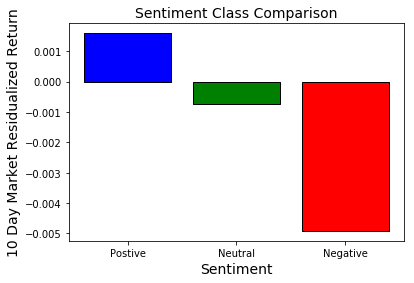 Sentiment Class Comparison
10 Day Market Residualized Return
0.001
0.000
−0.001
−0.002
−0.003
−0.004
−0.005
Postive
Neutral
Negative
Sentiment